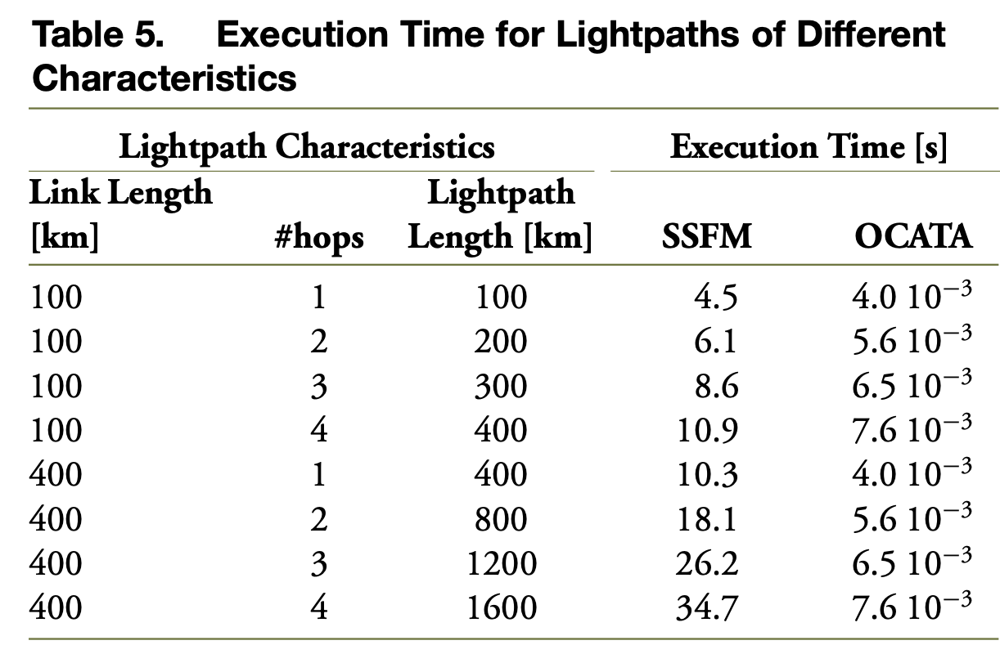 Table 5. Execution Time for Lightpaths of Different
Characteristics
Lightpath Characteristics Execution Time [s]
Link Length [km] #hops Lightpath Length [km] SSFM OCATA
100 1 100 4.5 4.0 10⁻³
100 2 200 6.1 5.6 10⁻³
100 3 300 8.6 6.5 10⁻³
100 4 400 10.9 7.6 10⁻³
400 1 400 10.3 4.0 10⁻³
400 2 800 18.1 5.6 10⁻³
400 3 1200 26.2 6.5 10⁻³
400 4 1600 34.7 7.6 10⁻³